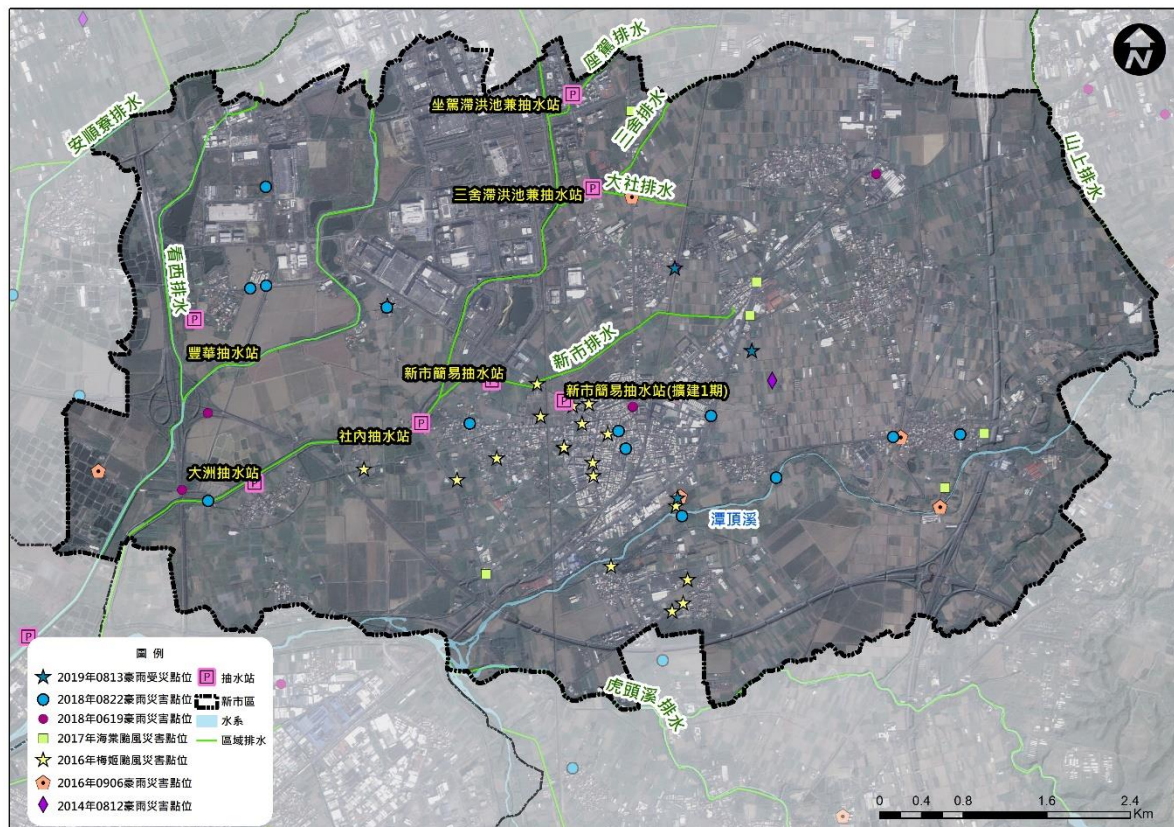 N
座駕排水
坐駕滯洪池兼抽水站
P
三舍排水
安順寮排水
山上排水
三舍滯洪池兼抽水站
P
大社排水
看西排水
P
豐華抽水站
新市排水
新市簡易抽水站
P
新市簡易抽水站(擴建1期)
P
社內抽水站
P
大洲抽水站
P
潭頂溪
虎頭溪排水
P
圖例
2019年0813豪雨受災點位
P 抽水站
2018年0822豪雨災害點位
新市區
2018年0619豪雨災害點位
水系
2017年海棠颱風災害點位
區域排水
2016年梅姬颱風災害點位
2016年0906豪雨災害點位
2014年0812豪雨災害點位
0 0.4 0.8 1.6 2.4
Km